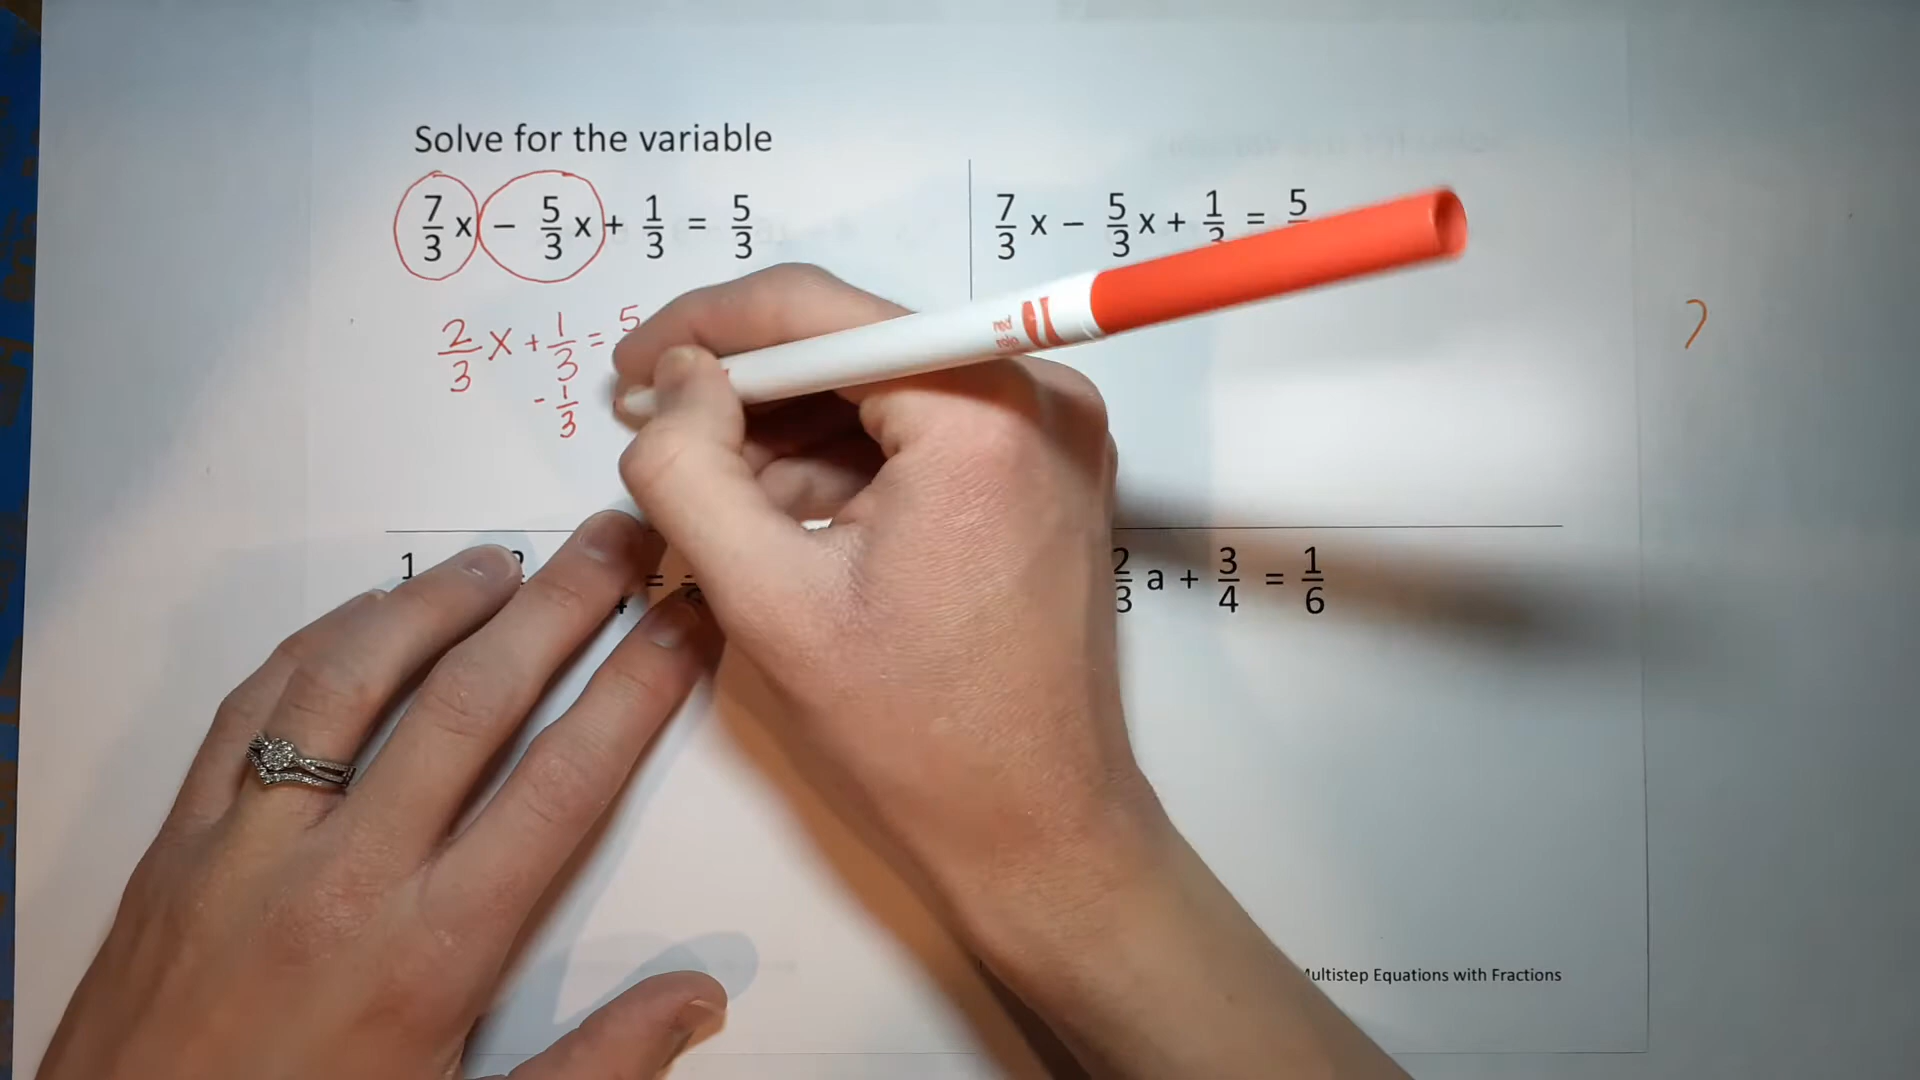 Solve for the variable
7/3 x − 5/3 x + 1/3 = 5/3
7/3 x − 5/3 x + 1/3 = 5
2/3 x + 1/3 = 5
- 1/3
1 =
2/3 a + 3/4 = 1/6
Multistep Equations with Fractions